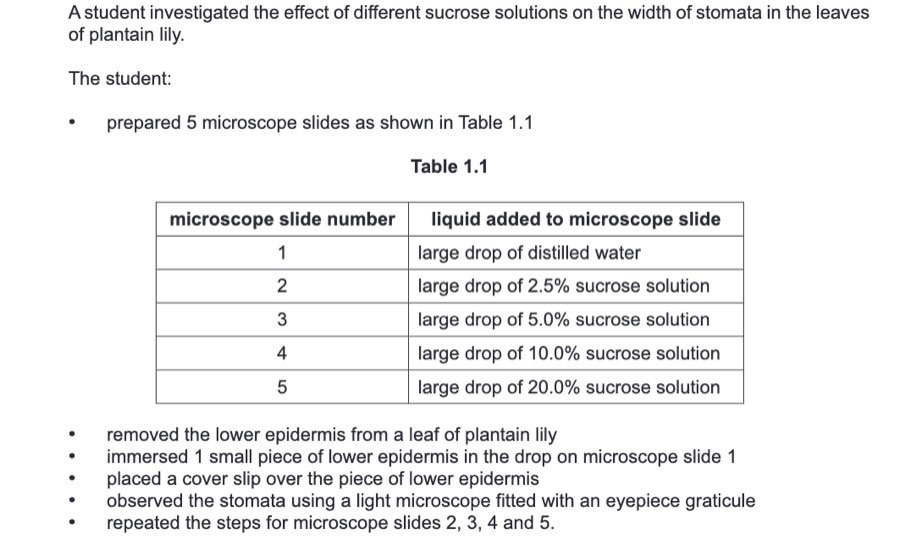 A student investigated the effect of different sucrose solutions on the width of stomata in the leaves
of plantain lily.
The student:
• prepared 5 microscope slides as shown in Table 1.1
Table 1.1
microscope slide number liquid added to microscope slide
1 large drop of distilled water
2 large drop of 2.5% sucrose solution
3 large drop of 5.0% sucrose solution
4 large drop of 10.0% sucrose solution
5 large drop of 20.0% sucrose solution
• removed the lower epidermis from a leaf of plantain lily
• immersed 1 small piece of lower epidermis in the drop on microscope slide 1
• placed a cover slip over the piece of lower epidermis
• observed the stomata using a light microscope fitted with an eyepiece graticule
• repeated the steps for microscope slides 2, 3, 4 and 5.